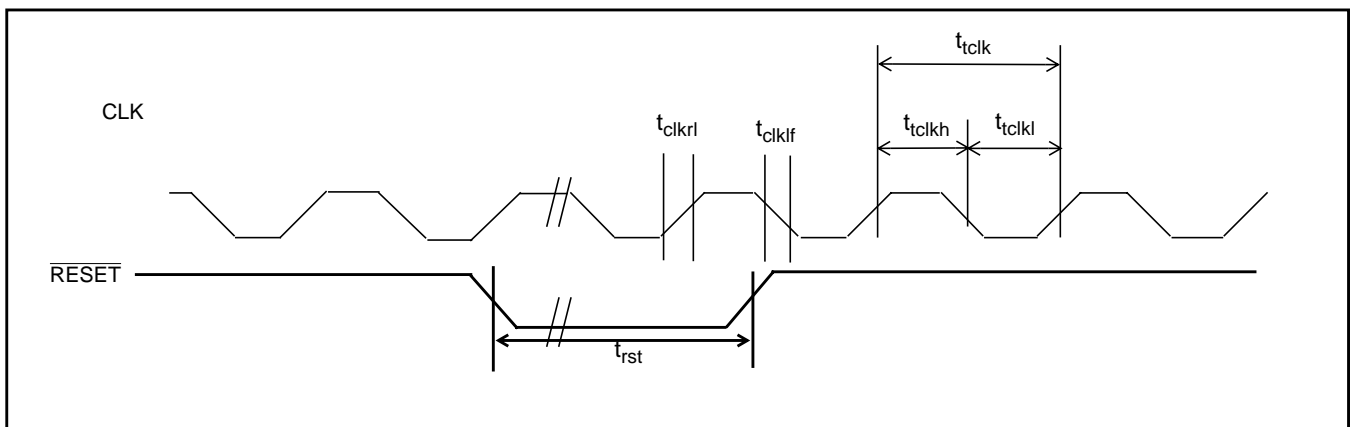 t_tclk
CLK
t_clkrl t_clklf t_tclkh t_tclkl
RESET
t_rst